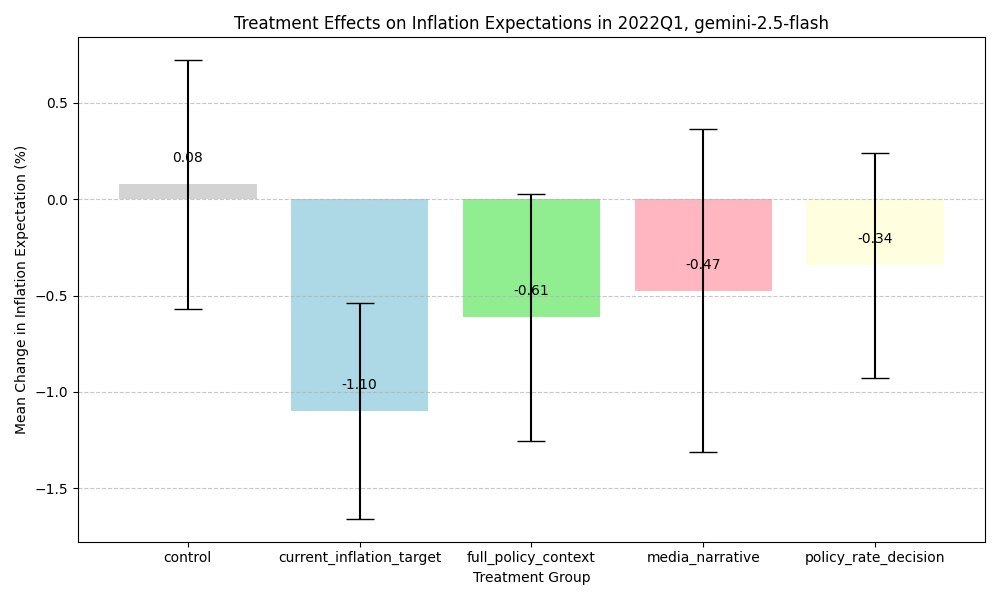 Treatment Effects on Inflation Expectations in 2022Q1, gemini-2.5-flash
Mean Change in Inflation Expectation (%)
0.5
0.0
−0.5
−1.0
−1.5
0.08
-1.10
-0.61
-0.47
-0.34
control
current_inflation_target
full_policy_context
media_narrative
policy_rate_decision
Treatment Group